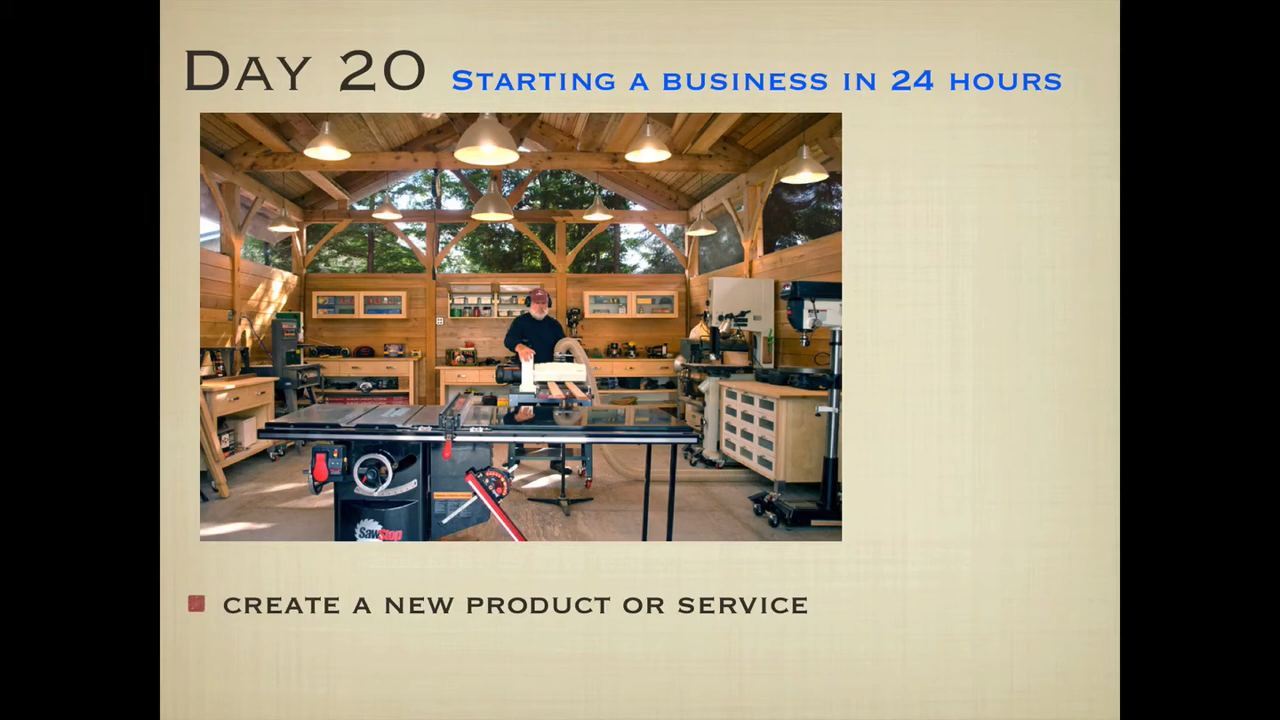 Day 20 Starting a business in 24 hours
SawStop
create a new product or service